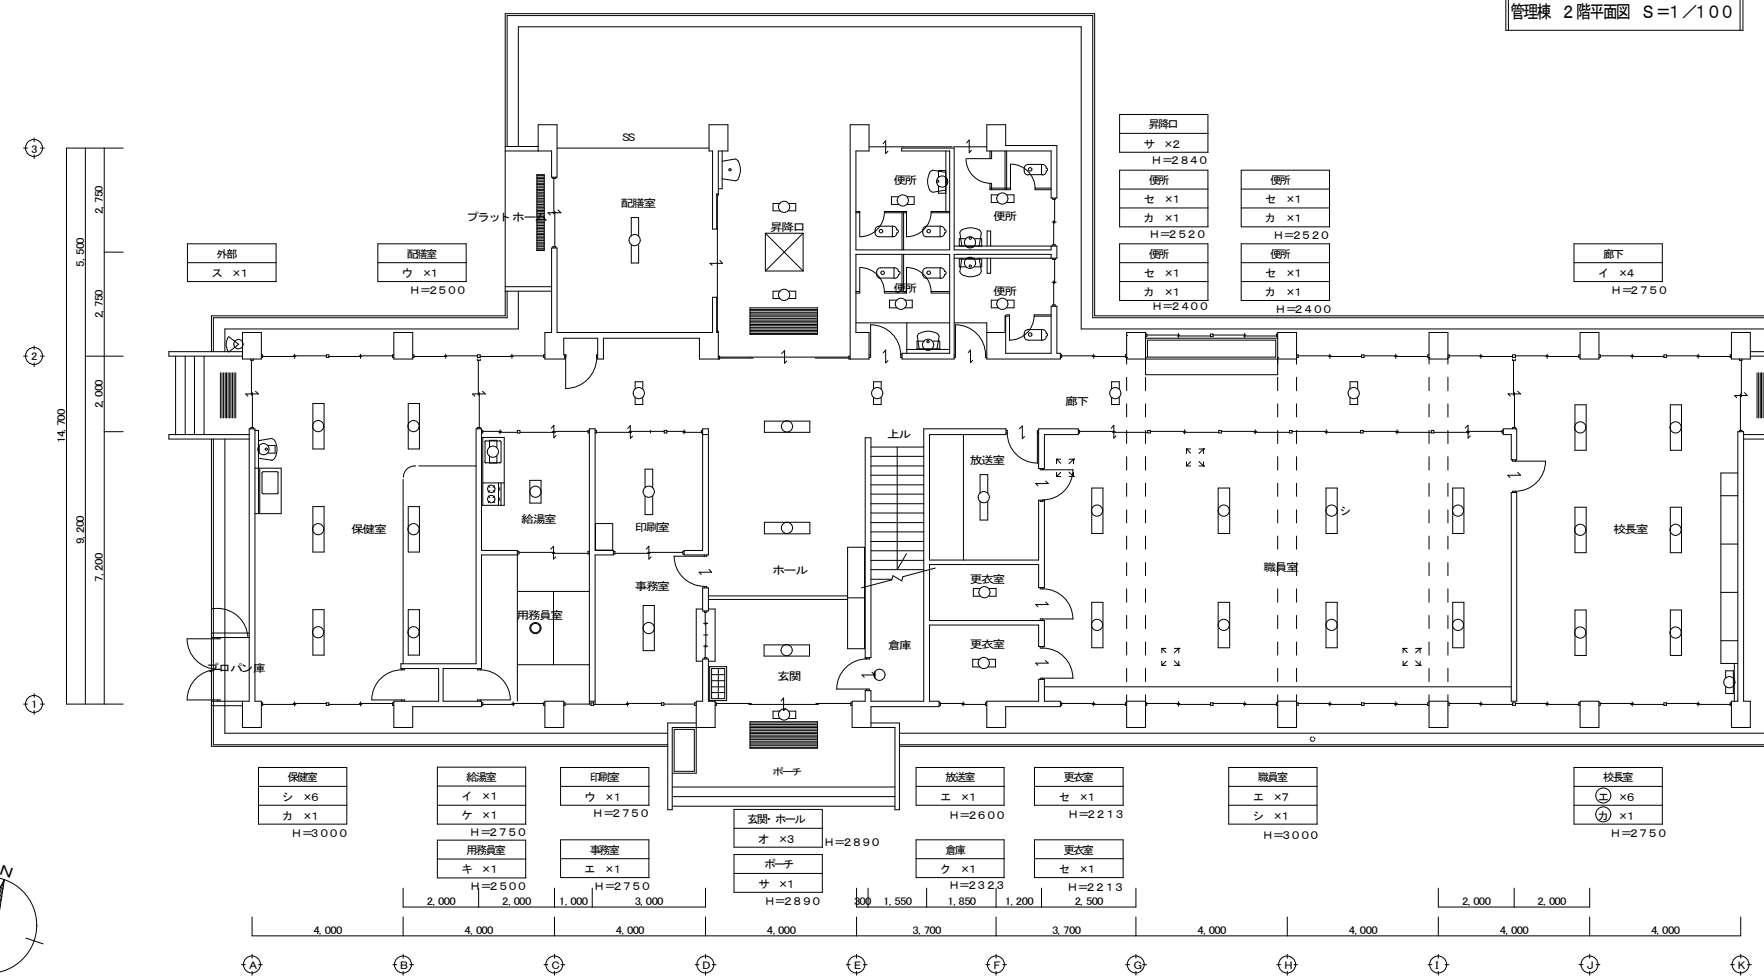 管理棟 2階平面図 S=1/100
3
2
1
2,750
5,500
2,750
2,000
14,700
9,200
7,200
SS
配膳室
プラットホーム
昇降口
便所
便所
便所
便所
外部
ス ×1
配膳室
ウ ×1
H=2500
昇降口
サ ×2
H=2840
便所
セ ×1
カ ×1
H=2520
便所
セ ×1
カ ×1
H=2520
便所
セ ×1
カ ×1
H=2400
便所
セ ×1
カ ×1
H=2400
廊下
イ ×4
H=2750
廊下
上ル
放送室
保健室
給湯室
印刷室
シ
校長室
ホール
職員室
更衣室
事務室
用務員室
倉庫
更衣室
プロパン庫
玄関
ポーチ
保健室
シ ×6
カ ×1
H=3000
給湯室
イ ×1
ケ ×1
H=2750
印刷室
ウ ×1
H=2750
玄関・ホール
オ ×3
H=2890
放送室
エ ×1
H=2600
更衣室
セ ×1
H=2213
職員室
エ ×7
シ ×1
H=3000
校長室
エ ×6
カ ×1
H=2750
用務員室
キ ×1
H=2500
事務室
エ ×1
H=2750
ポーチ
サ ×1
H=2890
倉庫
ク ×1
H=2323
更衣室
セ ×1
H=2213
N
2,000 2,000 1,000 3,000 300 1,550 1,850 1,200 2,500 2,000 2,000
4,000 4,000 4,000 4,000 3,700 3,700 4,000 4,000 4,000 4,000
A B C D E F G H I J K